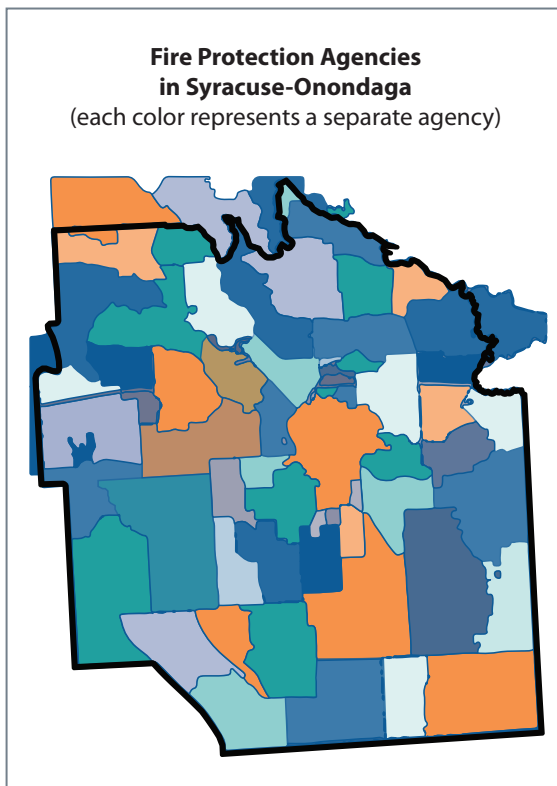 Fire Protection Agencies
in Syracuse-Onondaga
(each color represents a separate agency)